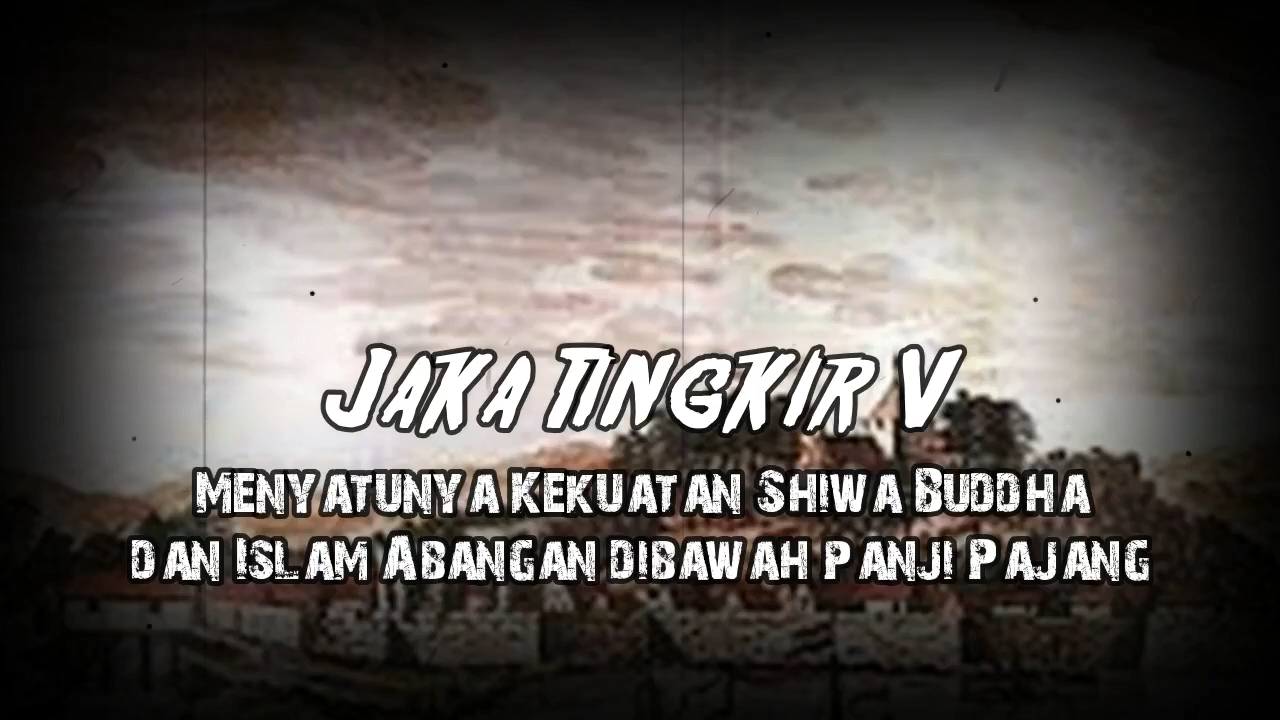 Jaka Tingkir V
Menyatunya Kekuatan Shiwa Buddha
dan Islam Abangan dibawah panji Pajang